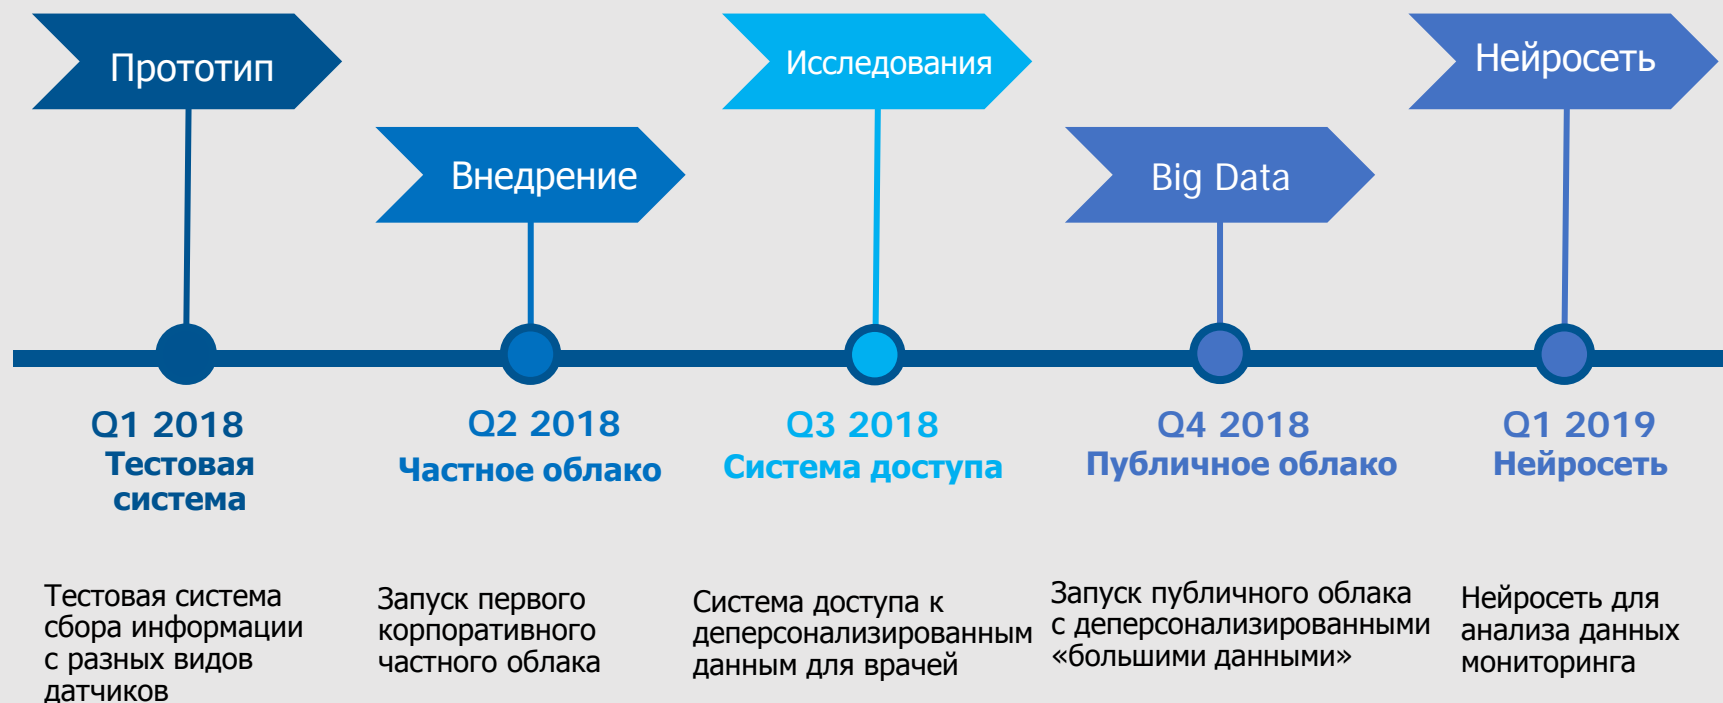 Прототип
Внедрение
Исследования
Big Data
Нейросеть
Q1 2018
Тестовая
система
Q2 2018
Частное облако
Q3 2018
Система доступа
Q4 2018
Публичное облако
Q1 2019
Нейросеть
Тестовая система
сбора информации
с разных видов
датчиков
Запуск первого
корпоративного
частного облака
Система доступа к
деперсонализированным
данным для врачей
Запуск публичного облака
с деперсонализированными
«большими данными»
Нейросеть для
анализа данных
мониторинга